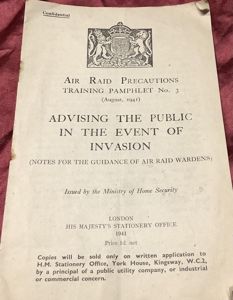 Confidential
AIR RAID PRECAUTIONS
TRAINING PAMPHLET No. 3
(August, 1941)
ADVISING THE PUBLIC
IN THE EVENT OF
INVASION
(NOTES FOR THE GUIDANCE OF AIR RAID WARDENS)
Issued by the Ministry of Home Security
LONDON
HIS MAJESTY'S STATIONERY OFFICE
1941
Price 1d. net
Copies will be sold only on written application to
H.M. Stationery Office, York House, Kingsway, W.C.2,
by a principal of a public utility company, or industrial
or commercial concern.